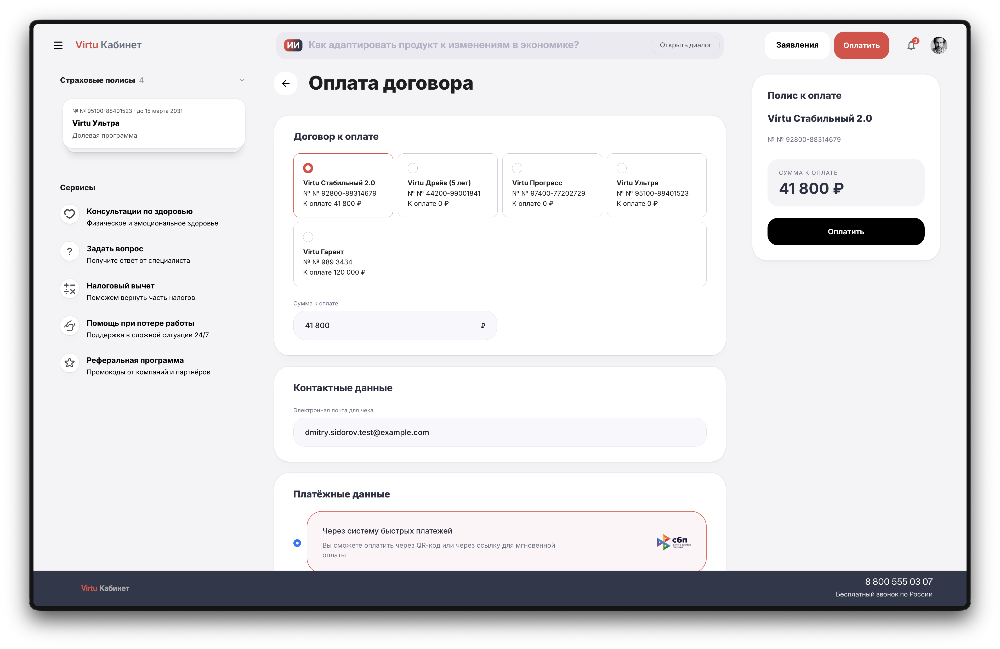 Virtu Кабинет
ИИ Как адаптировать продукт к изменениям в экономике?
Открыть диалог
Заявления
Оплатить
3
Страховые полисы 4
№ № 95100-88401523 · до 15 марта 2031
Virtu Ультра
Долевая программа
Сервисы
Консультации по здоровью
Физическое и эмоциональное здоровье
Задать вопрос
Получите ответ от специалиста
Налоговый вычет
Поможем вернуть часть налогов
Помощь при потере работы
Поддержка в сложной ситуации 24/7
Реферальная программа
Промокоды от компаний и партнёров
Оплата договора
Договор к оплате
Virtu Стабильный 2.0
№ № 92800-88314679
К оплате 41 800 ₽
Virtu Драйв (5 лет)
№ № 44200-99001841
К оплате 0 ₽
Virtu Прогресс
№ № 97400-77202729
К оплате 0 ₽
Virtu Ультра
№ № 95100-88401523
К оплате 0 ₽
Virtu Гарант
№ № 989 3434
К оплате 120 000 ₽
Сумма к оплате
41 800 ₽
Контактные данные
Электронная почта для чека
dmitry.sidorov.test@example.com
Платёжные данные
Через систему быстрых платежей
Вы сможете оплатить через QR-код или через ссылку для мгновенной
оплаты
сбп
система быстрых
платежей
Полис к оплате
Virtu Стабильный 2.0
№ № 92800-88314679
СУММА К ОПЛАТЕ
41 800 ₽
Оплатить
Virtu Кабинет
8 800 555 03 07
Бесплатный звонок по России